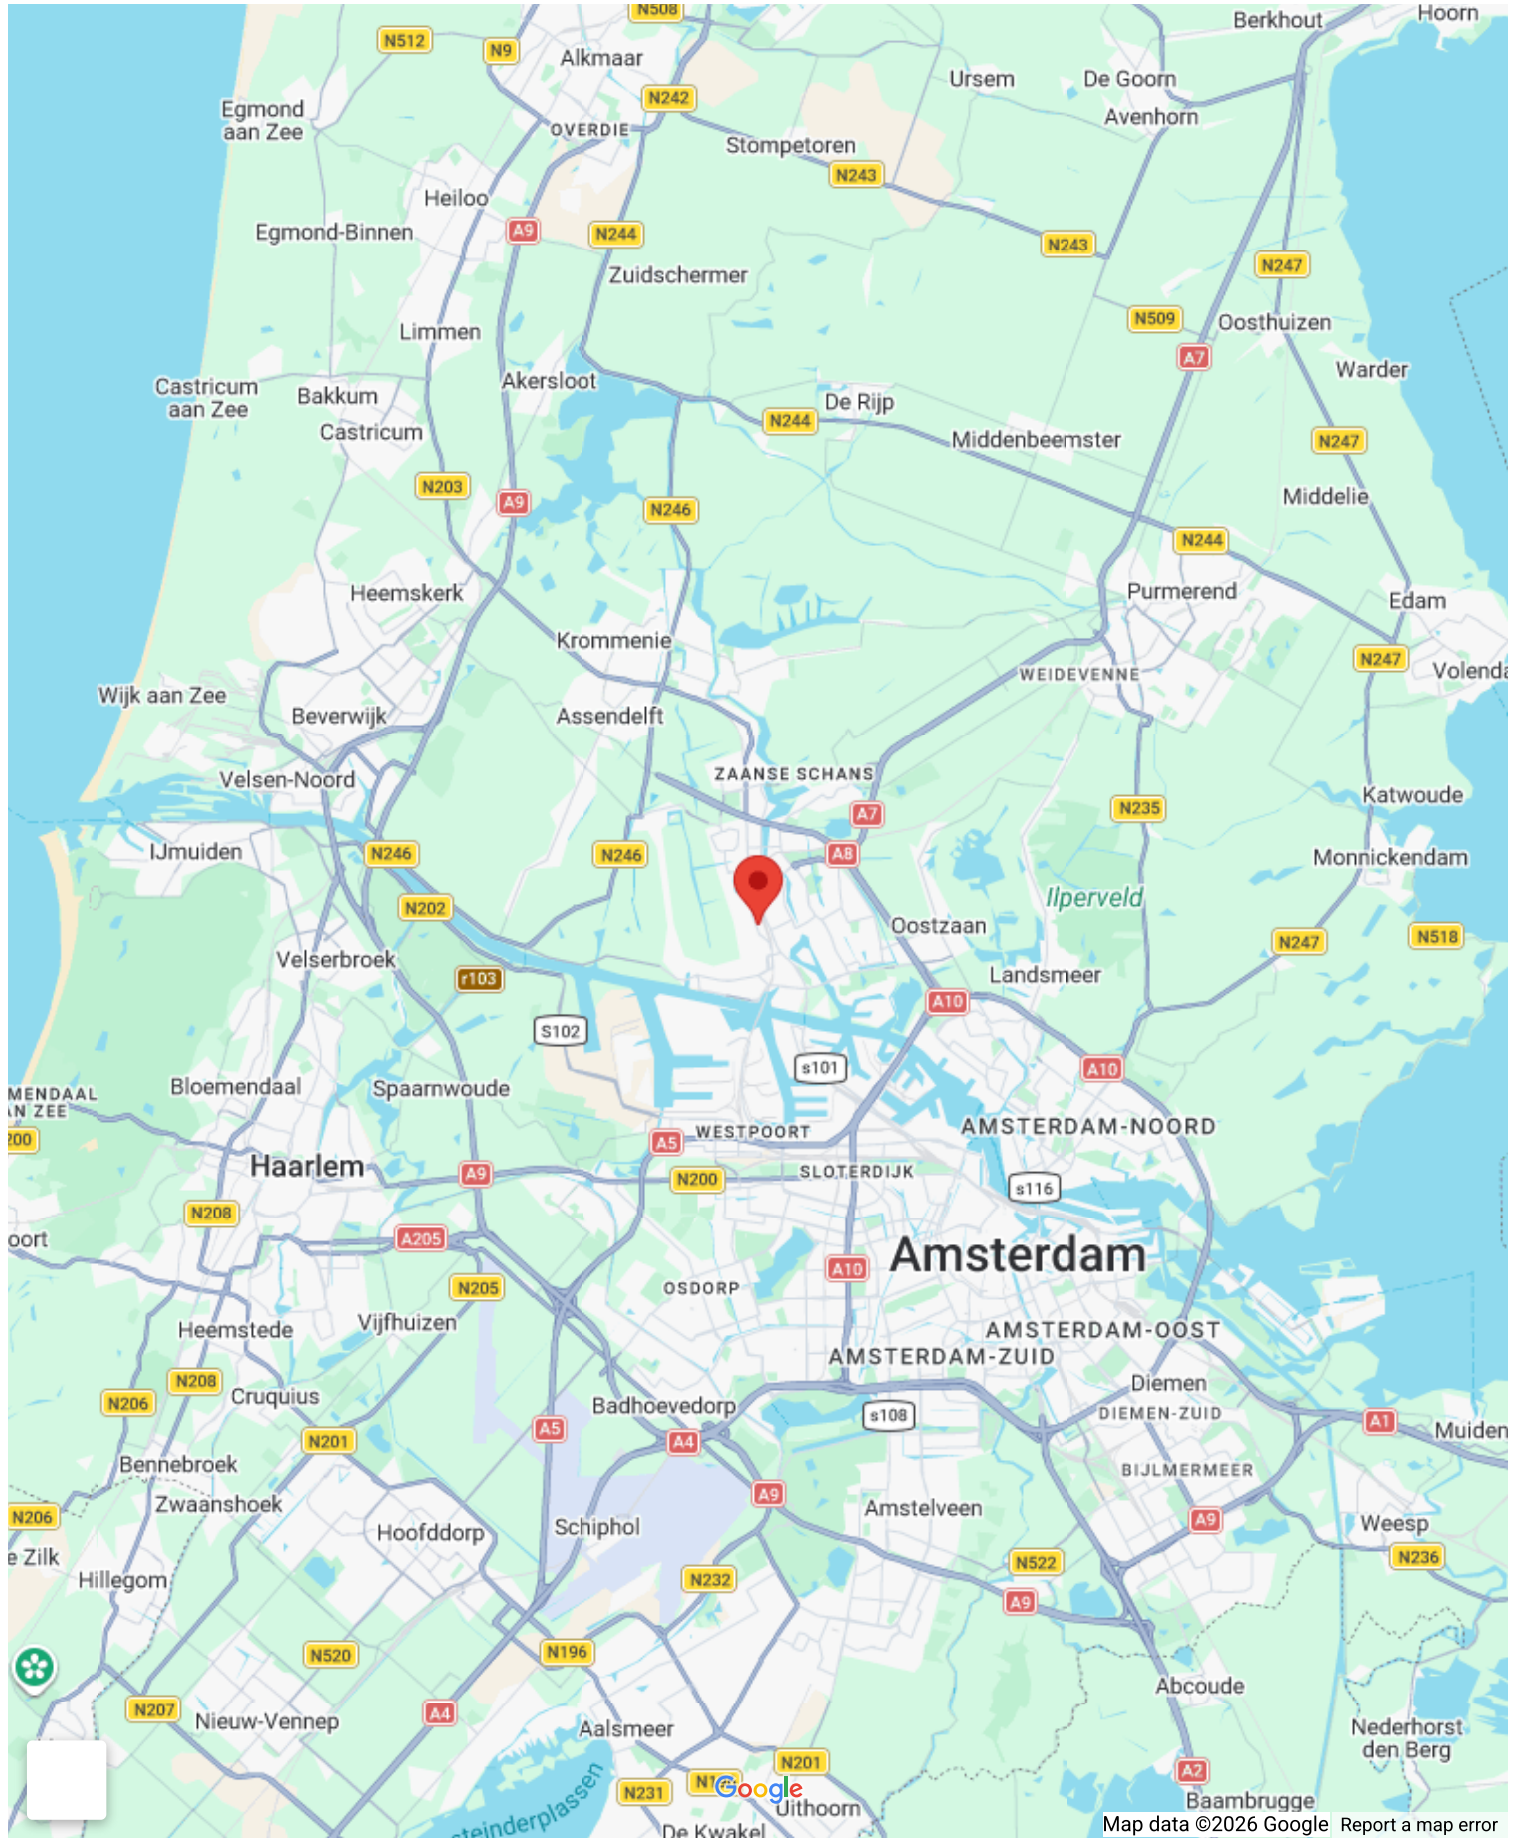 N508
Berkhout
Hoorn
N512
N9
Alkmaar
Ursem
De Goorn
N242
Egmond
aan Zee
Avenhorn
OVERDIE
Stompetoren
N243
Heiloo
Egmond-Binnen
A9
N244
N243
N247
Zuidschermer
N509
Oosthuizen
Limmen
A7
Warder
Castricum
aan Zee
Bakkum
Akersloot
De Rijp
N244
Castricum
Middenbeemster
N247
N203
A9
N246
Middelie
N244
Heemskerk
Purmerend
Edam
Krommenie
N247
WEIDEVENNE
Volenda
Wijk aan Zee
Beverwijk
Assendelft
Velsen-Noord
ZAANSE SCHANS
A7
N235
Katwoude
IJmuiden
N246
N246
A8
Monnickendam
Ilperveld
N202
Oostzaan
N247
N518
Velserbroek
r103
Landsmeer
A10
S102
s101
A10
Bloemendaal
Spaarnwoude
MENDAAL
AN ZEE
200
AMSTERDAM-NOORD
WESTPOORT
A5
Haarlem
A9
N200
SLOTERDIJK
s116
N208
oort
A205
Amsterdam
A10
N205
OSDORP
Vijfhuizen
Heemstede
AMSTERDAM-OOST
AMSTERDAM-ZUID
N208
Cruquius
Diemen
N206
Badhoevedorp
s108
DIEMEN-ZUID
A1
Muiden
A5
N201
A4
Bennebroek
BIJLMERMEER
Zwaanshoek
A9
Amstelveen
N206
Hoofddorp
Schiphol
A9
Weesp
e Zilk
N522
N236
Hillegom
N232
A9
N520
N196
Abcoude
N207
Nieuw-Vennep
A4
Aalsmeer
Nederhorst
den Berg
N201
A2
N231
Google
Baambrugge
Uithoorn
steinderplassen
De Kwakel
Map data ©2026 Google
Report a map error